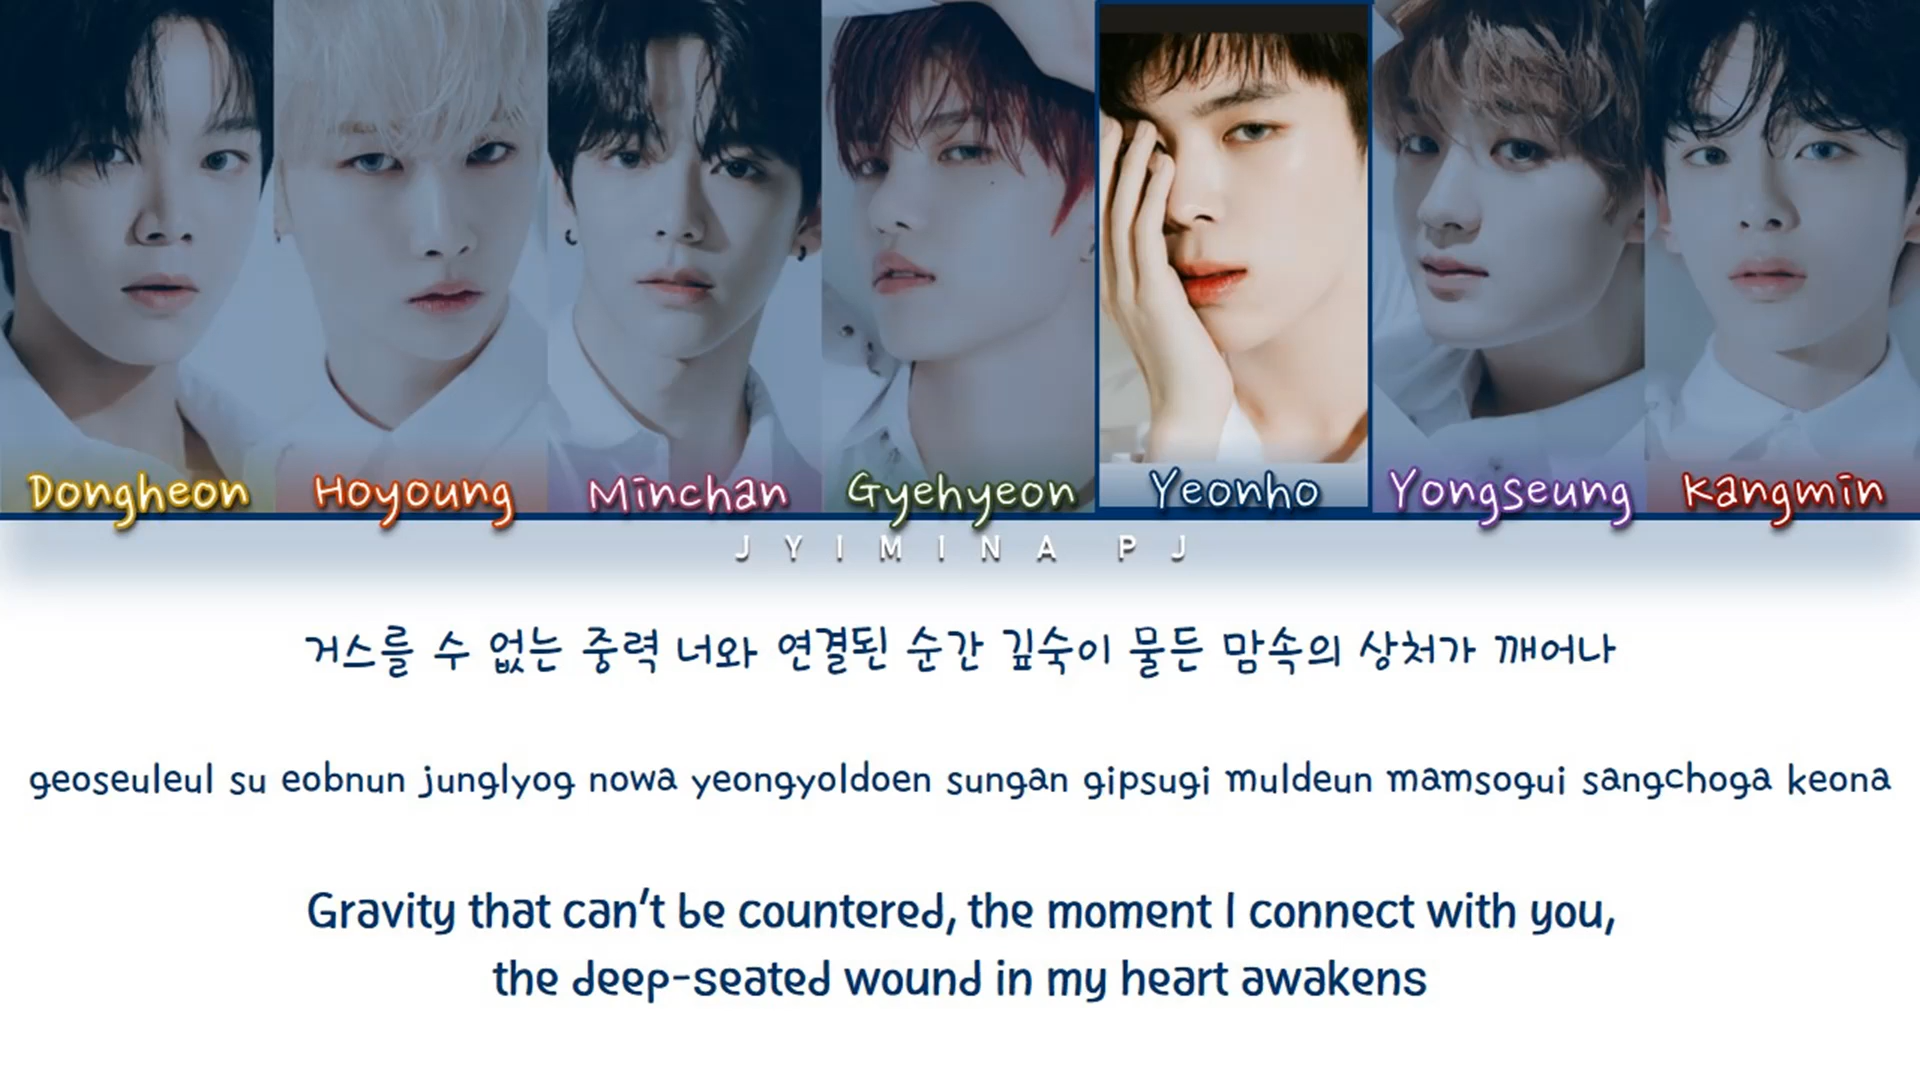 Dongheon Hoyoung Minchan Gyehyeon Yeonho Yongseung Kangmin
JYIMINA PJ
거스를 수 없는 중력 너와 연결된 순간 깊숙이 물든 맘속의 상처가 깨어나
geoseuleul su eobnun junglyog nowa yeongyoldoen sungan gipsugi muldeun mamsogui sangchoga keona
Gravity that can't be countered, the moment I connect with you,
the deep-seated wound in my heart awakens